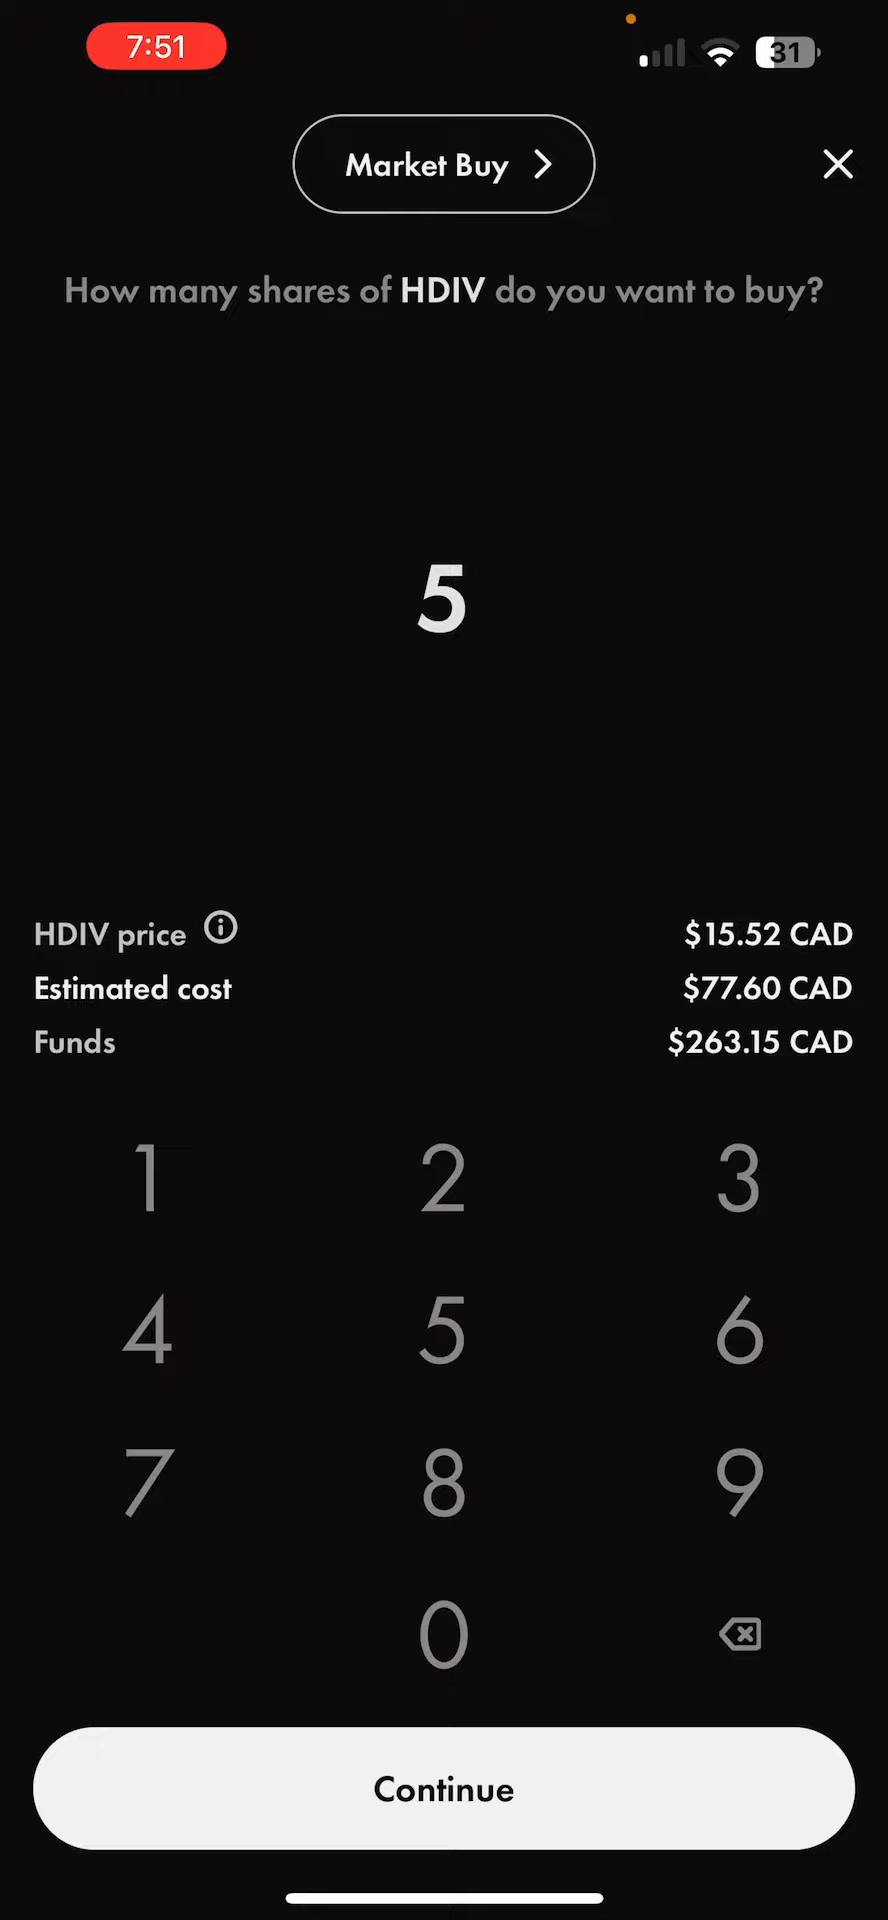 7:51
31
Market Buy
How many shares of HDIV do you want to buy?
5
HDIV price $15.52 CAD
Estimated cost $77.60 CAD
Funds $263.15 CAD
1 2 3
4 5 6
7 8 9
0
Continue